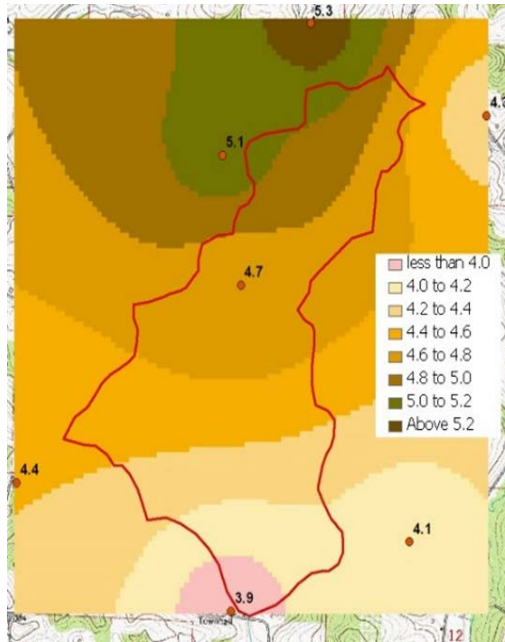 5.3
5.1
4.7
less than 4.0
4.0 to 4.2
4.2 to 4.4
4.4 to 4.6
4.6 to 4.8
4.8 to 5.0
5.0 to 5.2
Above 5.2
4.4
4.1
3.9
12